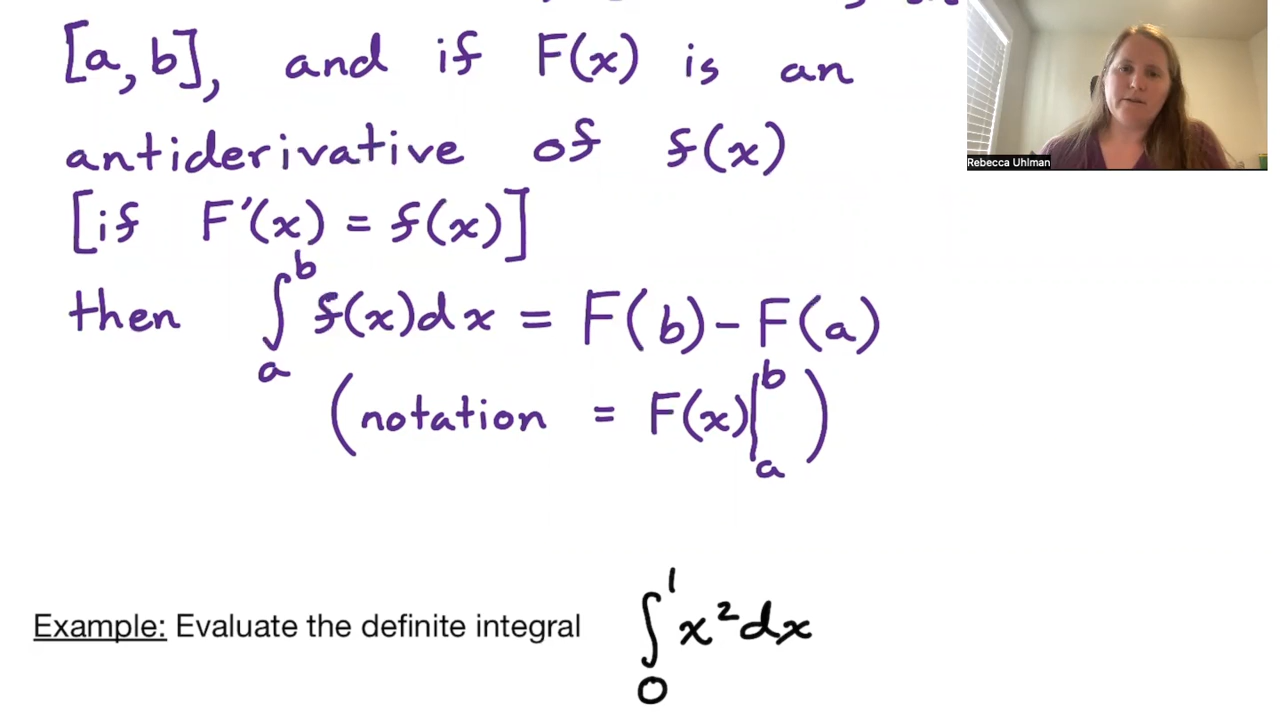 [a, b], and if F(x) is an
antiderivative of f(x)
[if F'(x) = f(x)]
then ∫_a^b f(x)dx = F(b) - F(a)
(notation = F(x)|_a^b)
Example: Evaluate the definite integral ∫_0^1 x²dx
Rebecca Uhlman